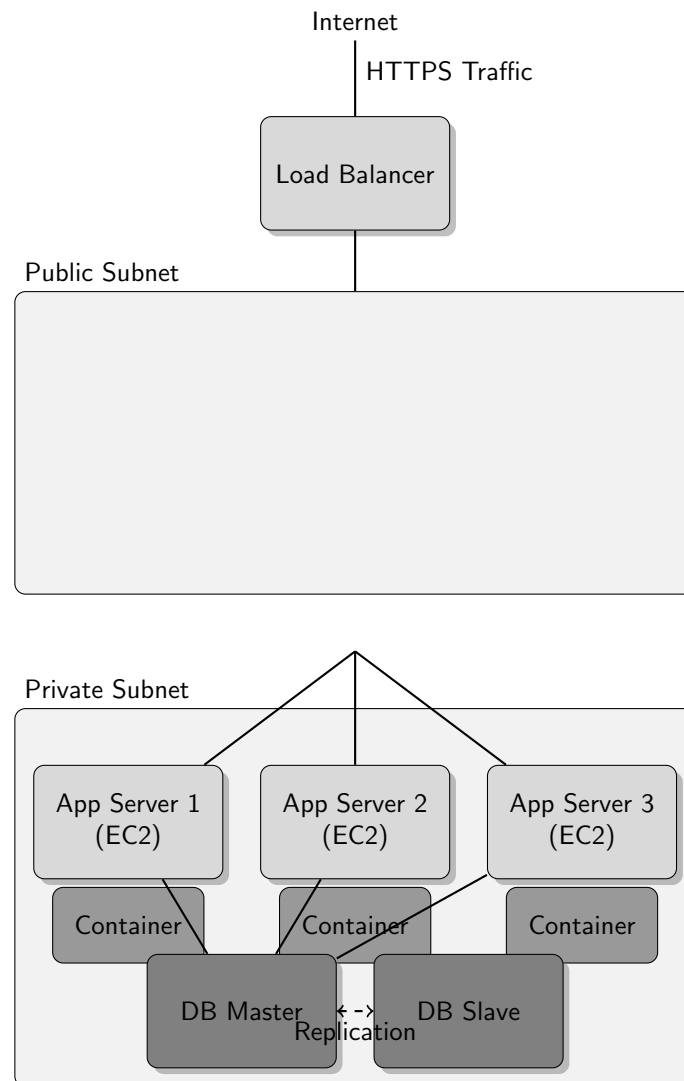 Internet
HTTPS Traffic
Load Balancer
Public Subnet
Private Subnet
App Server 1
(EC2)
App Server 2
(EC2)
App Server 3
(EC2)
Container
Container
Container
DB Master
DB Slave
Replication